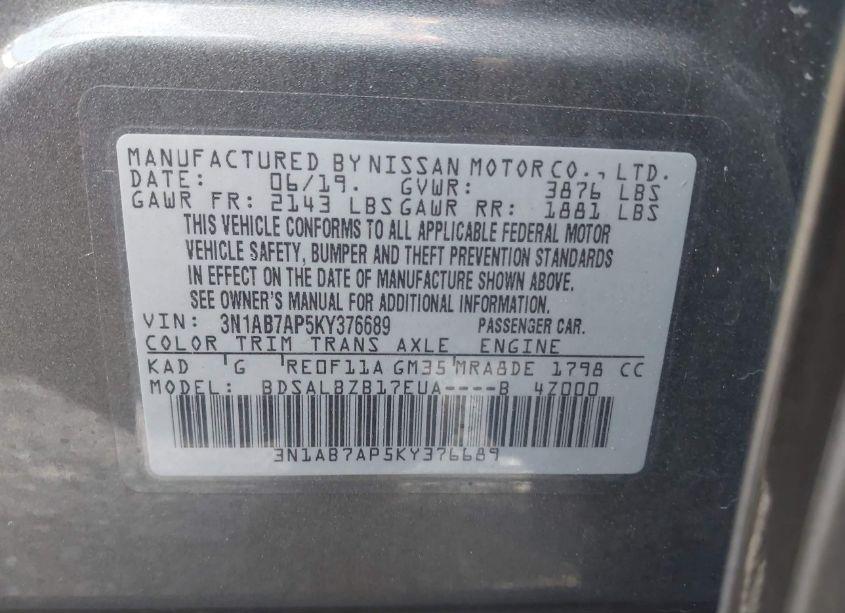 MANUFACTURED BY NISSAN MOTOR CO., LTD.
DATE: 06/19. GVWR: 3876 LBS
GAWR FR: 2143 LBS GAWR RR: 1881 LBS
THIS VEHICLE CONFORMS TO ALL APPLICABLE FEDERAL MOTOR
VEHICLE SAFETY, BUMPER AND THEFT PREVENTION STANDARDS
IN EFFECT ON THE DATE OF MANUFACTURE SHOWN ABOVE.
SEE OWNER'S MANUAL FOR ADDITIONAL INFORMATION.
VIN: 3N1AB7AP5KY376689 PASSENGER CAR.
COLOR TRIM TRANS AXLE ENGINE
KAD G RE0F11A GM35 MRA8DE 1798 CC
MODEL: BDSALBZB17EUA----B 4Z000
3N1AB7AP5KY376689